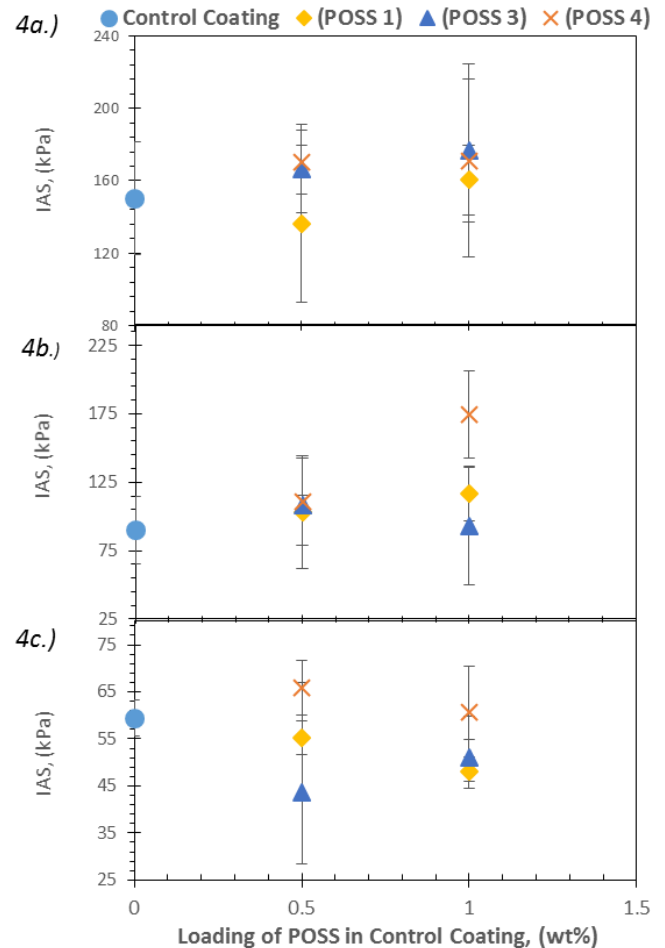 4a.) Control Coating (POSS 1) (POSS 3) (POSS 4)
240
200
160
120
80
IAS, (kPa)
4b.)
225
175
125
75
25
IAS, (kPa)
4c.)
75
65
55
45
35
25
IAS, (kPa)
0 0.5 1 1.5
Loading of POSS in Control Coating, (wt%)